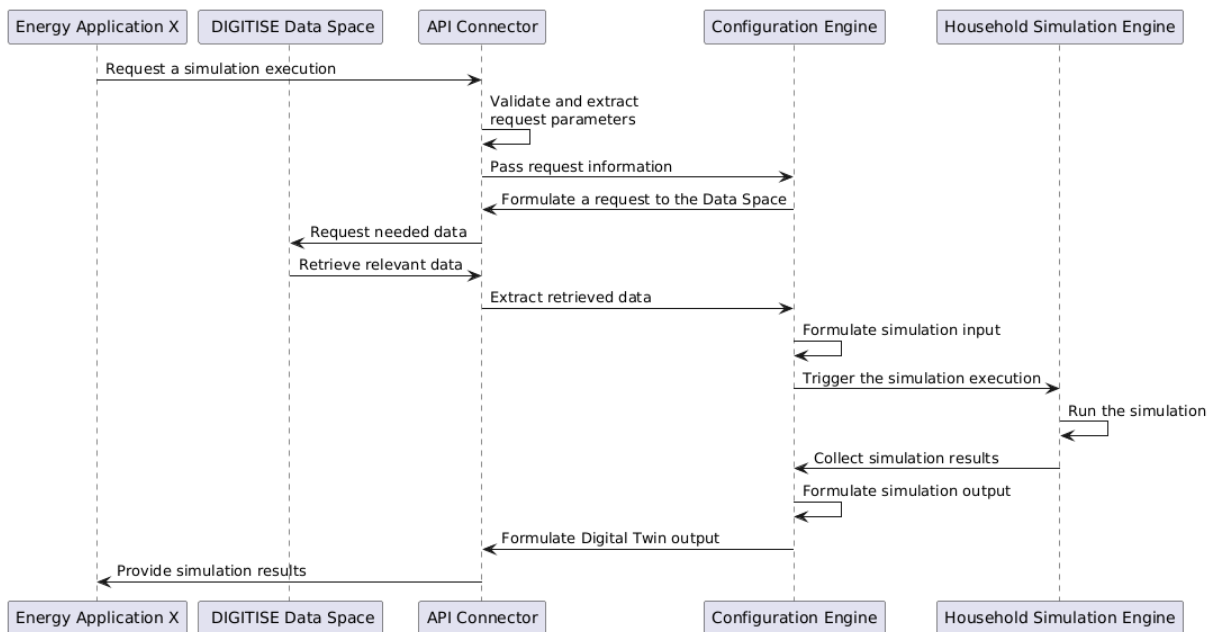 Energy Application X
DIGITISE Data Space
API Connector
Configuration Engine
Household Simulation Engine
Request a simulation execution
Validate and extract
request parameters
Pass request information
Formulate a request to the Data Space
Request needed data
Retrieve relevant data
Extract retrieved data
Formulate simulation input
Trigger the simulation execution
Run the simulation
Collect simulation results
Formulate simulation output
Formulate Digital Twin output
Provide simulation results
Energy Application X
DIGITISE Data Space
API Connector
Configuration Engine
Household Simulation Engine